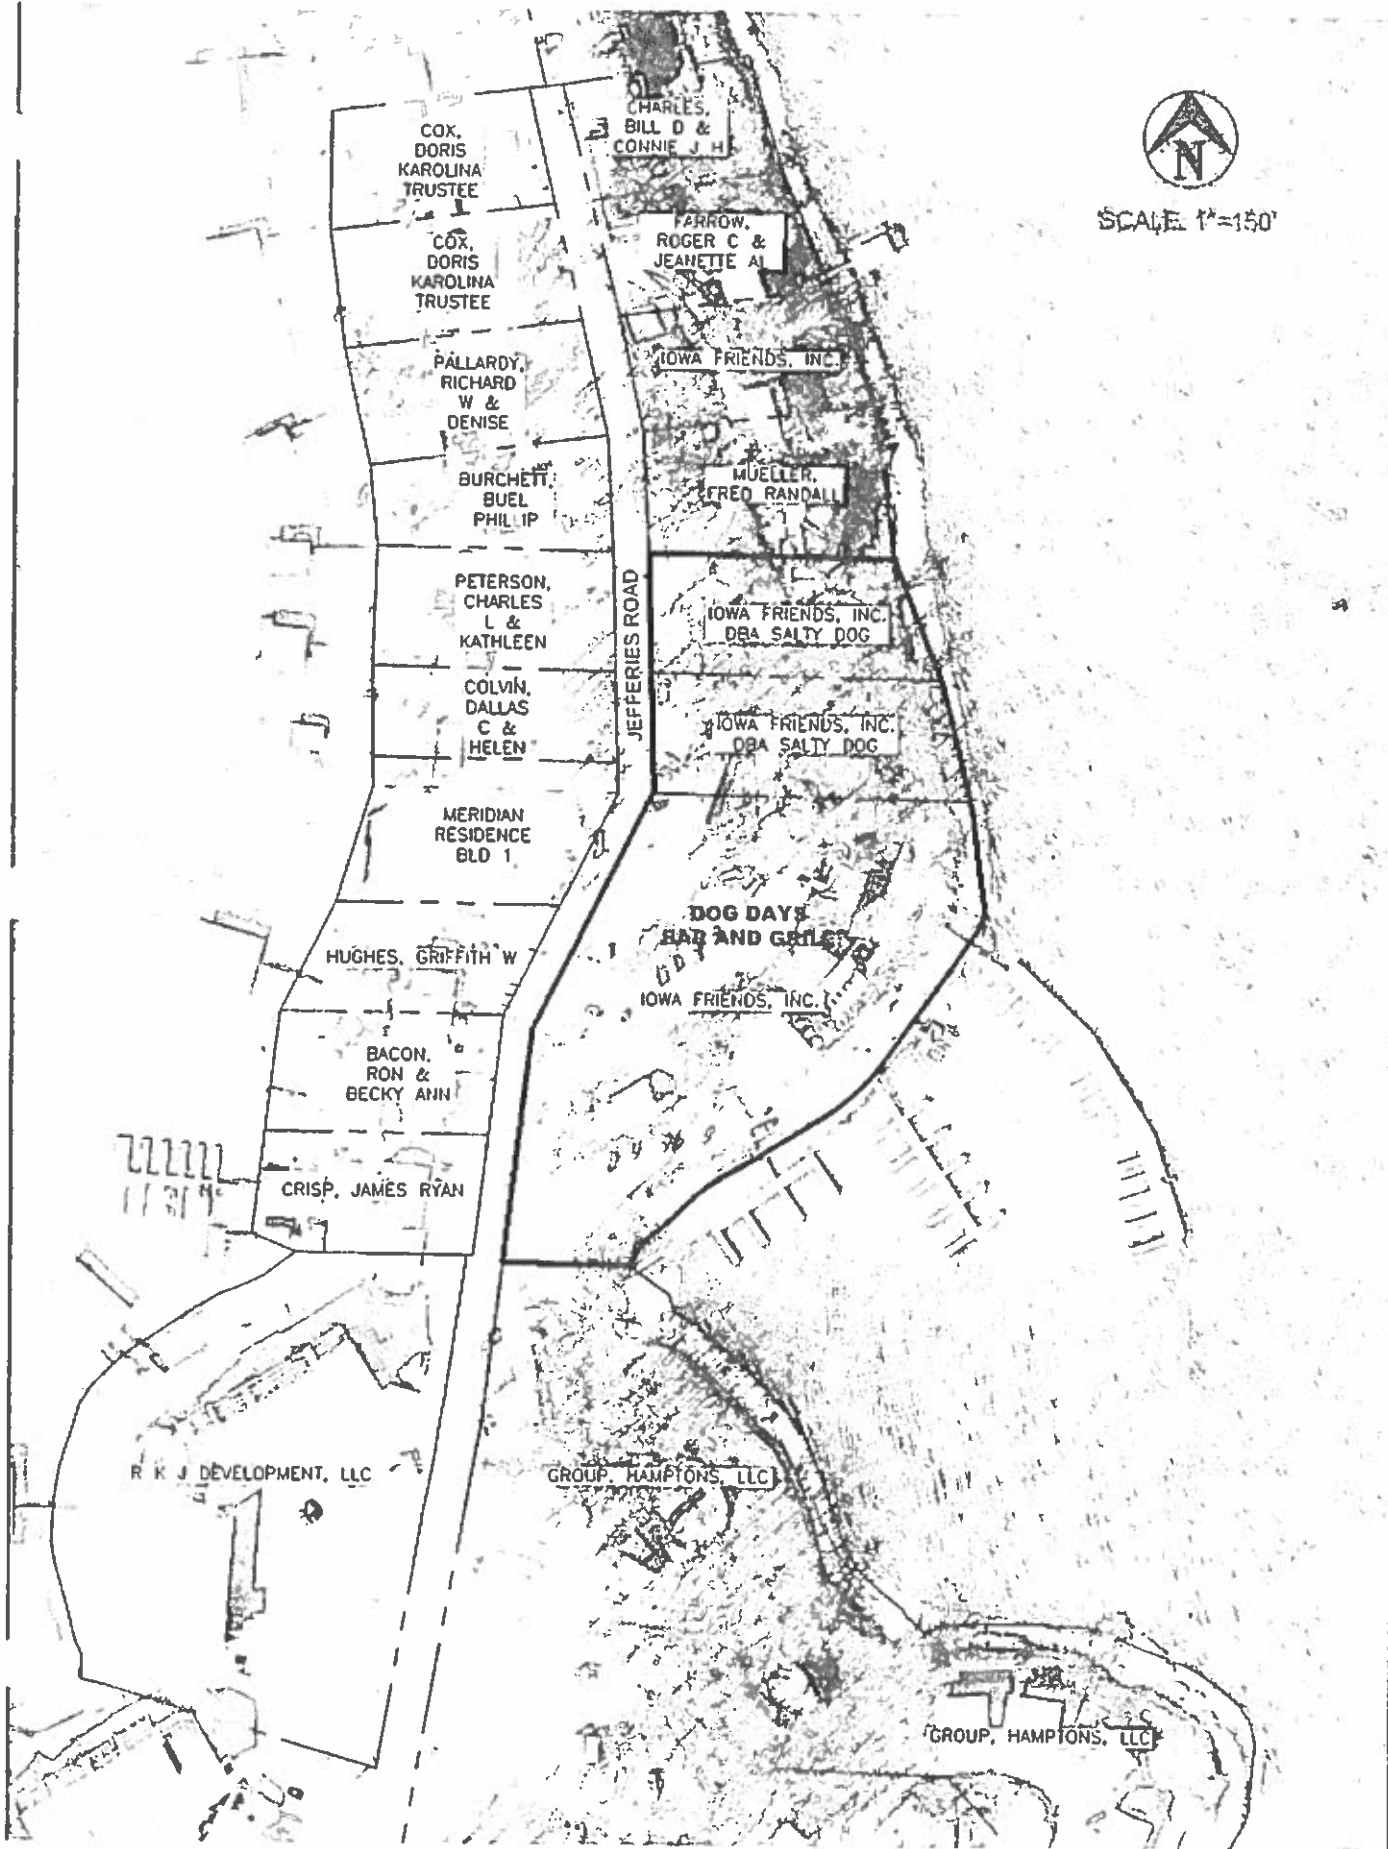 CHARLES,
BILL D &
CONNIE J H
N
SCALE 1"=150'
COX,
DORIS
KAROLINA
TRUSTEE
FARROW,
ROGER C &
JEANETTE A
COX,
DORIS
KAROLINA
TRUSTEE
IOWA FRIENDS, INC.
PALLARDY,
RICHARD
W &
DENISE
MUELLER,
FRED RANDALL
BURCHETT,
BUEL
PHILLIP
JEFFERIES ROAD
PETERSON,
CHARLES
L &
KATHLEEN
IOWA FRIENDS, INC.
DBA SALTY DOG
COLVIN,
DALLAS
C &
HELEN
IOWA FRIENDS, INC.
DBA SALTY DOG
MERIDIAN
RESIDENCE
BLD 1
DOG DAYS
BAR AND GRILL
HUGHES, GRIFFITH W
IOWA FRIENDS, INC.
BACON,
RON &
BECKY ANN
CRISP, JAMES RYAN
R K J DEVELOPMENT, LLC
GROUP, HAMPTONS, LLC
GROUP, HAMPTONS, LLC